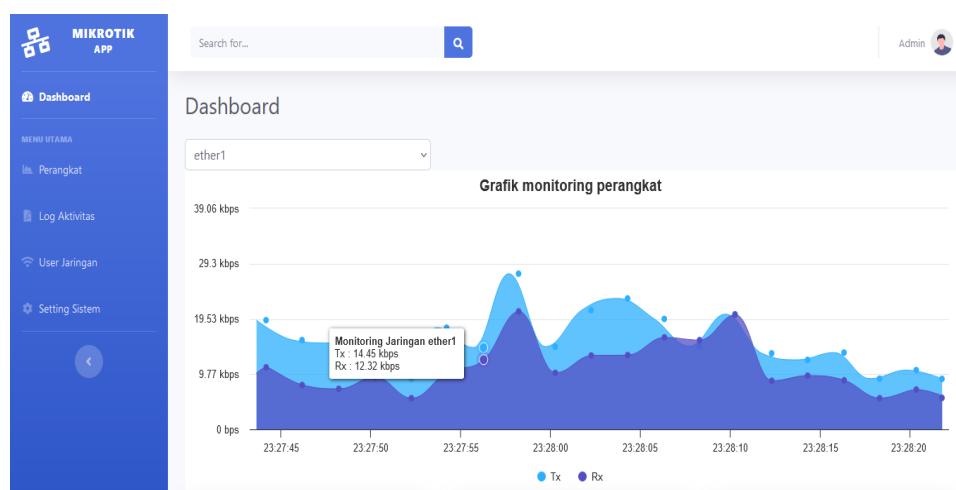 MIKROTIK
APP
Dashboard
MENU UTAMA
Perangkat
Log Aktivitas
User Jaringan
Setting Sistem
Search for...
Admin
Dashboard
ether1
Grafik monitoring perangkat
39.06 kbps
29.3 kbps
19.53 kbps
9.77 kbps
0 bps
Monitoring Jaringan ether1
Tx : 14.45 kbps
Rx : 12.32 kbps
23:27:45
23:27:50
23:27:55
23:28:00
23:28:05
23:28:10
23:28:15
23:28:20
Tx
Rx